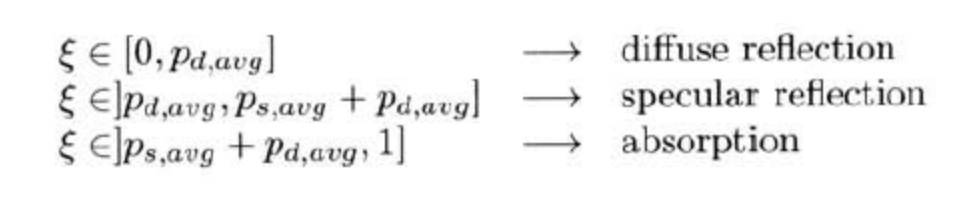 ξ ∈ [0, p_{d,avg}] ⟶ diffuse reflection
ξ ∈]p_{d,avg}, p_{s,avg} + p_{d,avg}] ⟶ specular reflection
ξ ∈]p_{s,avg} + p_{d,avg}, 1] ⟶ absorption